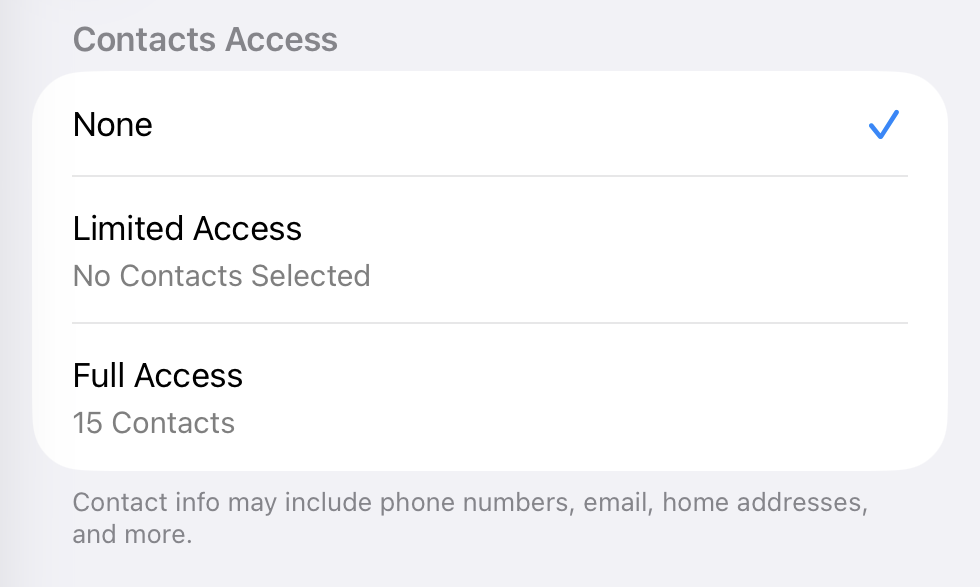 Contacts Access
None
Limited Access
No Contacts Selected
Full Access
15 Contacts
Contact info may include phone numbers, email, home addresses,
and more.